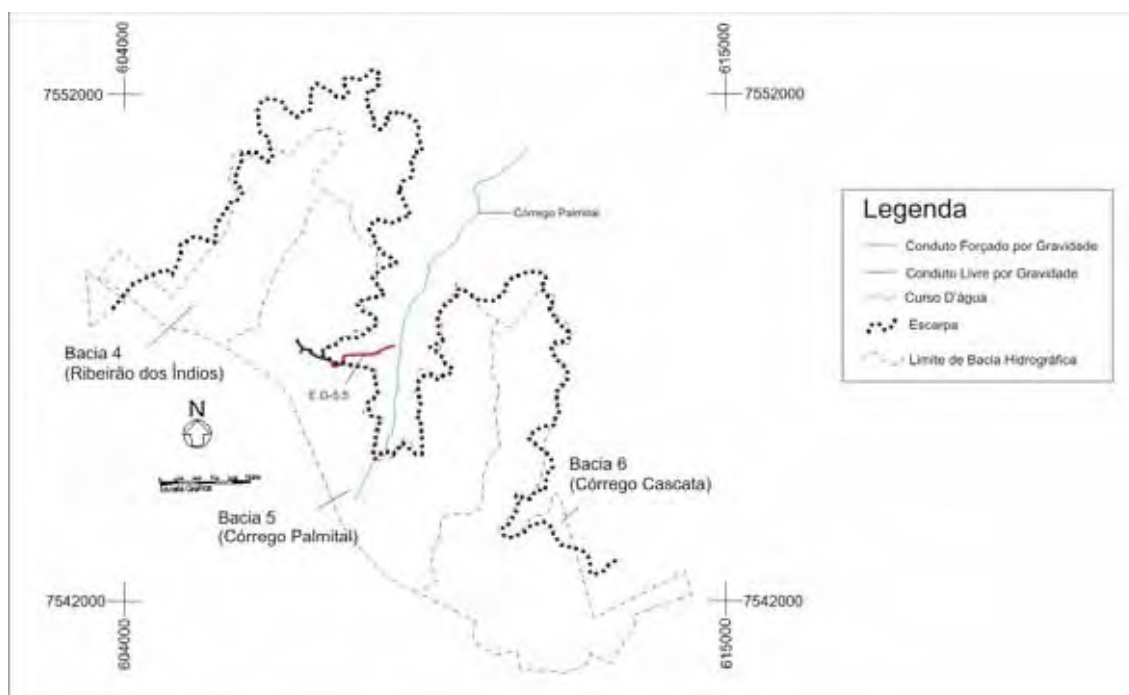 604000
615000
7552000
7552000
Córrego Palmital
Legenda
Conduto Forçado por Gravidade
Conduto Livre por Gravidade
Curso D'água
Escarpa
Limite de Bacia Hidrográfica
Bacia 4
(Ribeirão dos Índios)
N
Bacia 6
(Córrego Cascata)
Bacia 5
(Córrego Palmital)
7542000
7542000
604000
615000